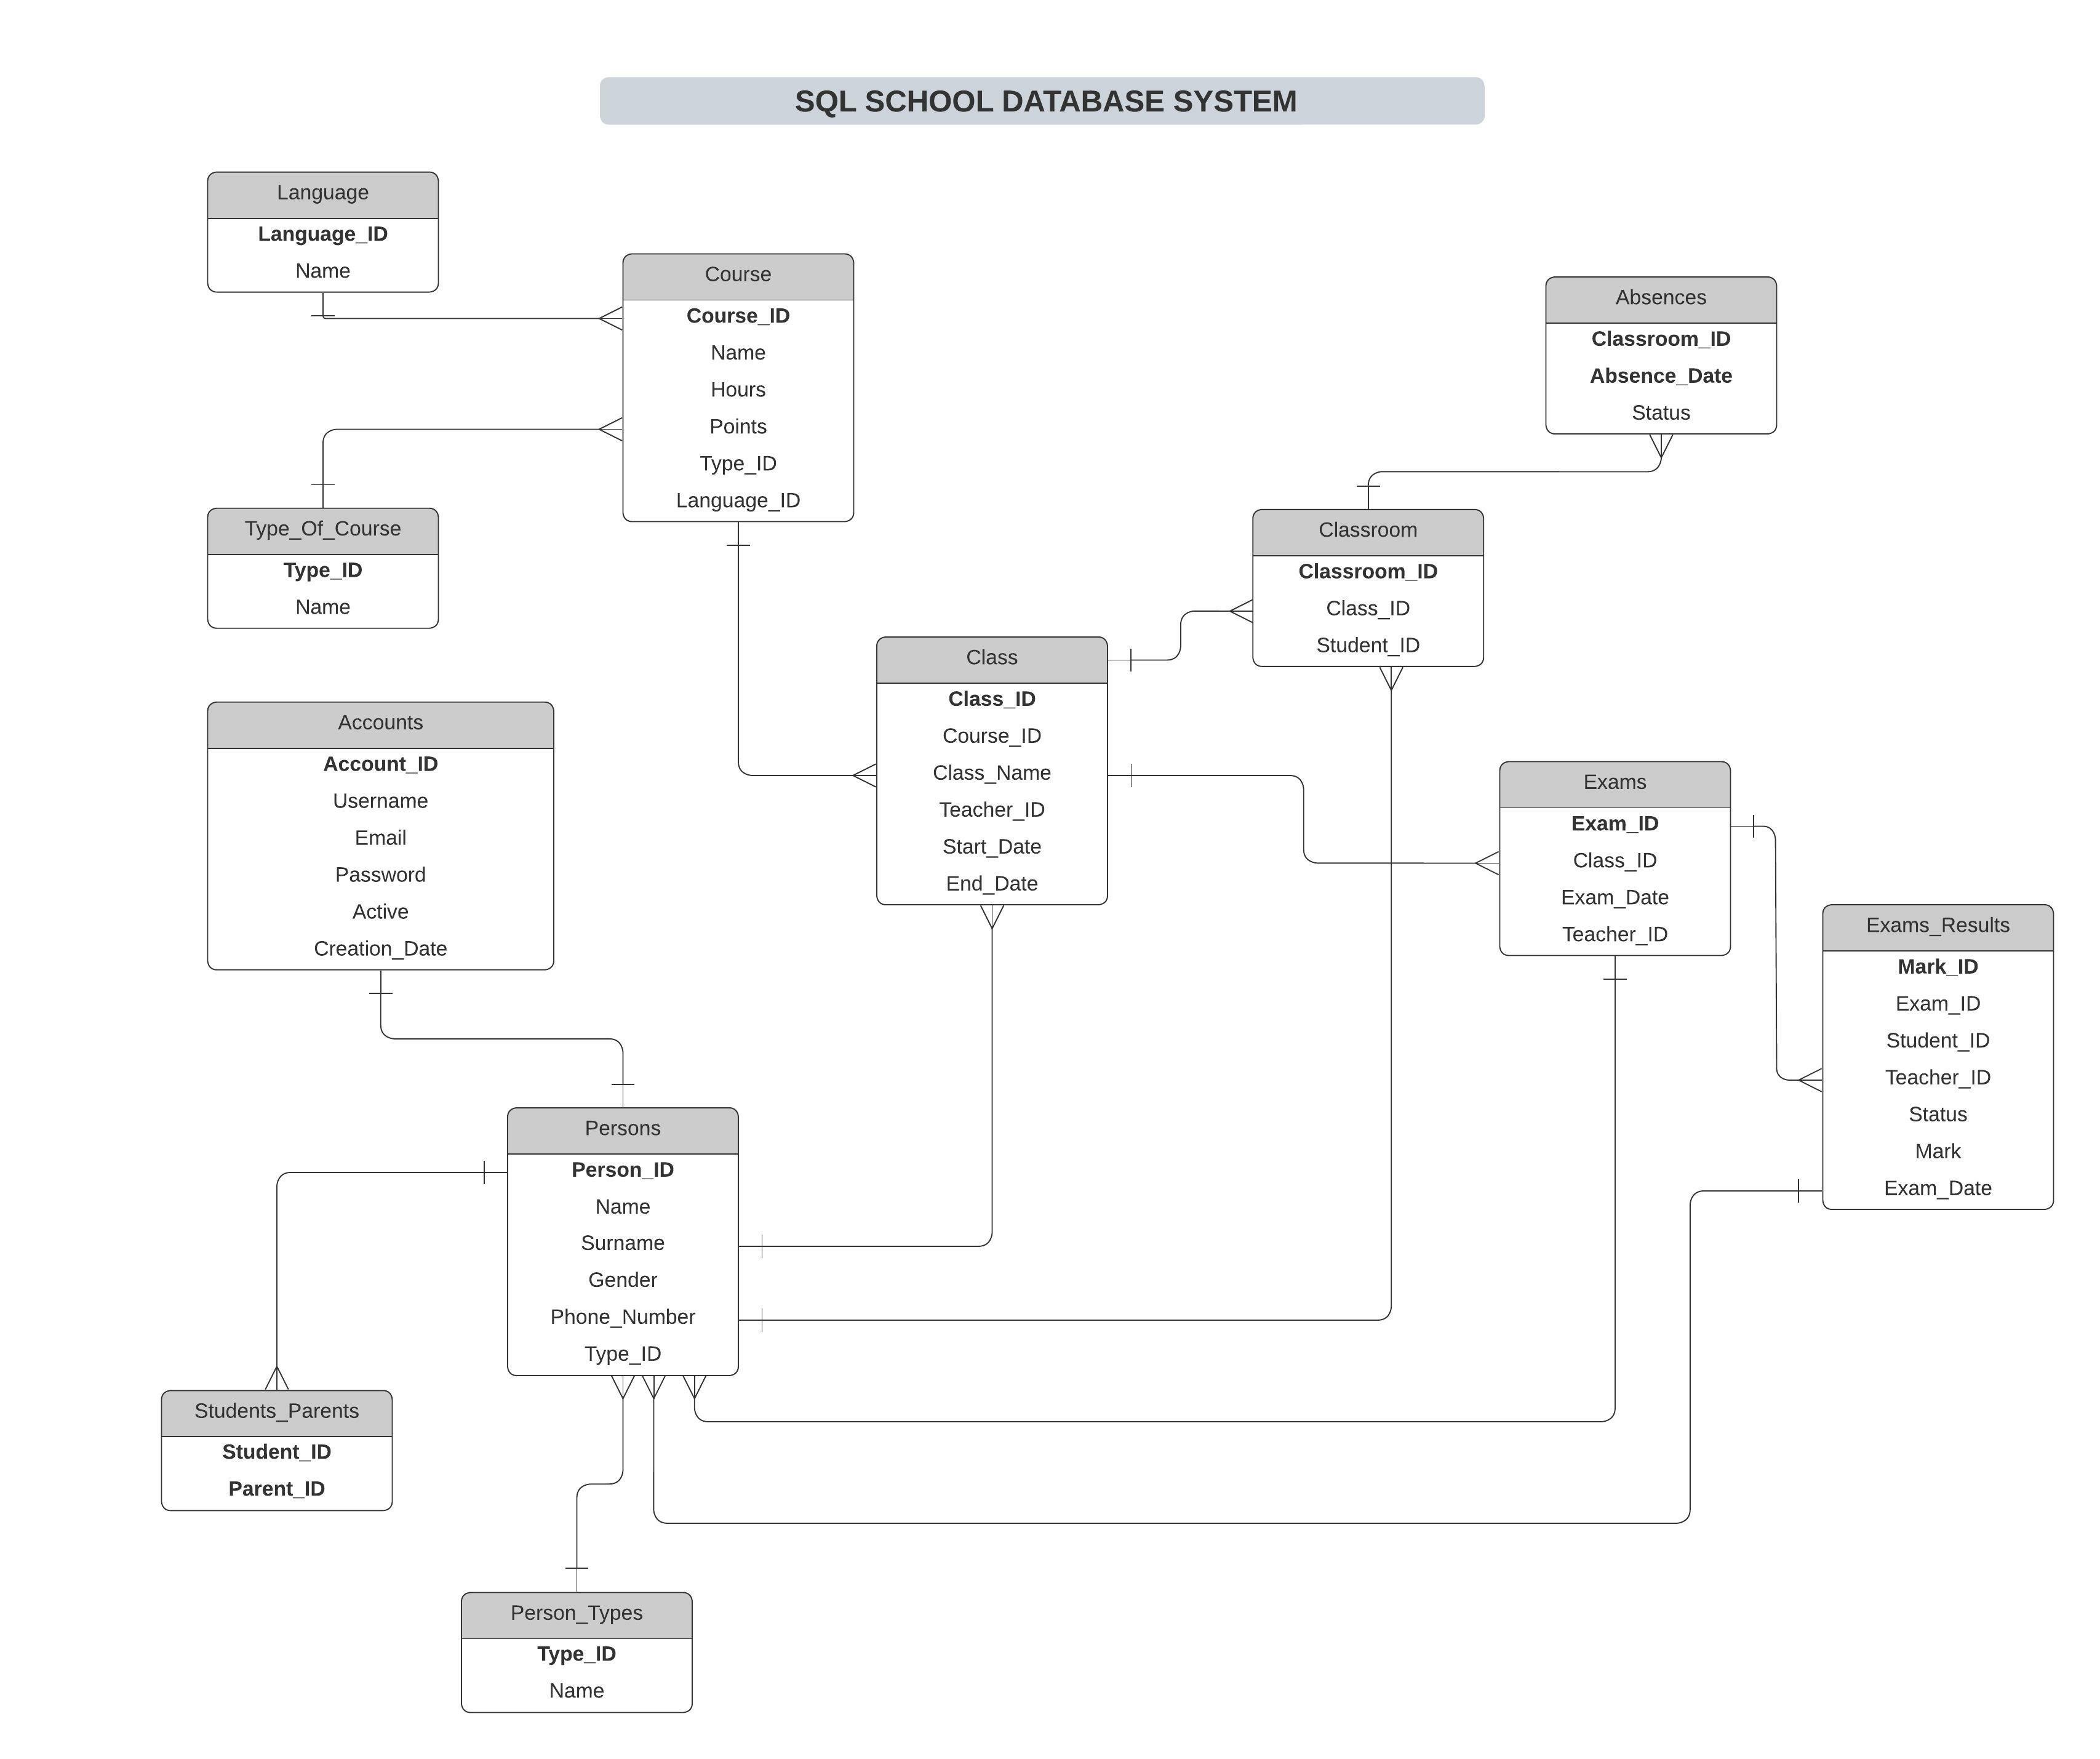 SQL SCHOOL DATABASE SYSTEM
Language
Language_ID
Name
Course
Course_ID
Name
Hours
Points
Type_ID
Language_ID
Absences
Classroom_ID
Absence_Date
Status
Type_Of_Course
Type_ID
Name
Classroom
Classroom_ID
Class_ID
Student_ID
Class
Class_ID
Course_ID
Class_Name
Teacher_ID
Start_Date
End_Date
Accounts
Account_ID
Username
Email
Password
Active
Creation_Date
Exams
Exam_ID
Class_ID
Exam_Date
Teacher_ID
Exams_Results
Mark_ID
Exam_ID
Student_ID
Teacher_ID
Status
Mark
Exam_Date
Persons
Person_ID
Name
Surname
Gender
Phone_Number
Type_ID
Students_Parents
Student_ID
Parent_ID
Person_Types
Type_ID
Name